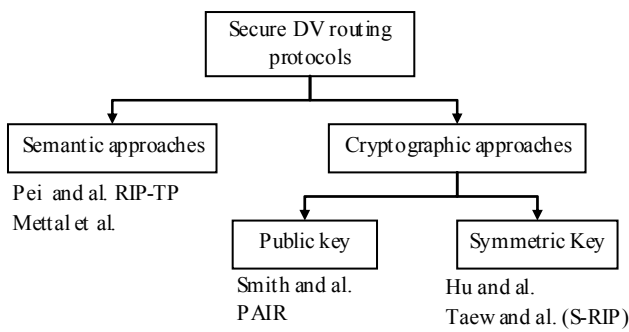 Secure DV routing
protocols
Semantic approaches
Cryptographic approaches
Pei and al. RIP-TP
Mettal et al.
Public key
Symmetric Key
Smith and al.
PAIR
Hu and al.
Taew and al. (S-RIP)